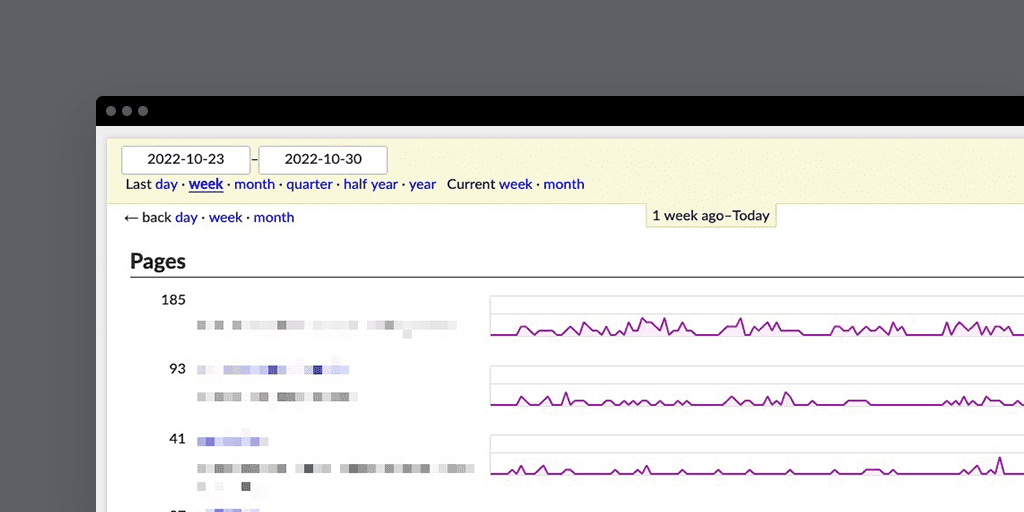 2022-10-23 – 2022-10-30
Last day · week · month · quarter · half year · year Current week · month
← back day · week · month
1 week ago–Today
Pages
185
93
41